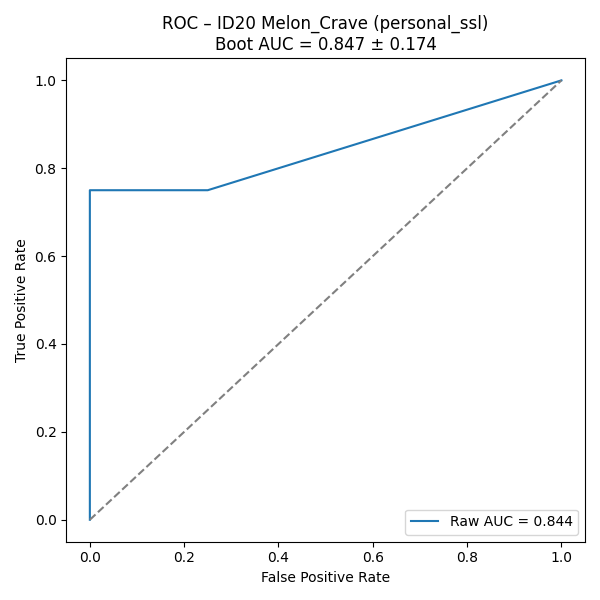 ROC – ID20 Melon_Crave (personal_ssl)
Boot AUC = 0.847 ± 0.174
True Positive Rate
1.0
0.8
0.6
0.4
0.2
0.0
Raw AUC = 0.844
0.0 0.2 0.4 0.6 0.8 1.0
False Positive Rate